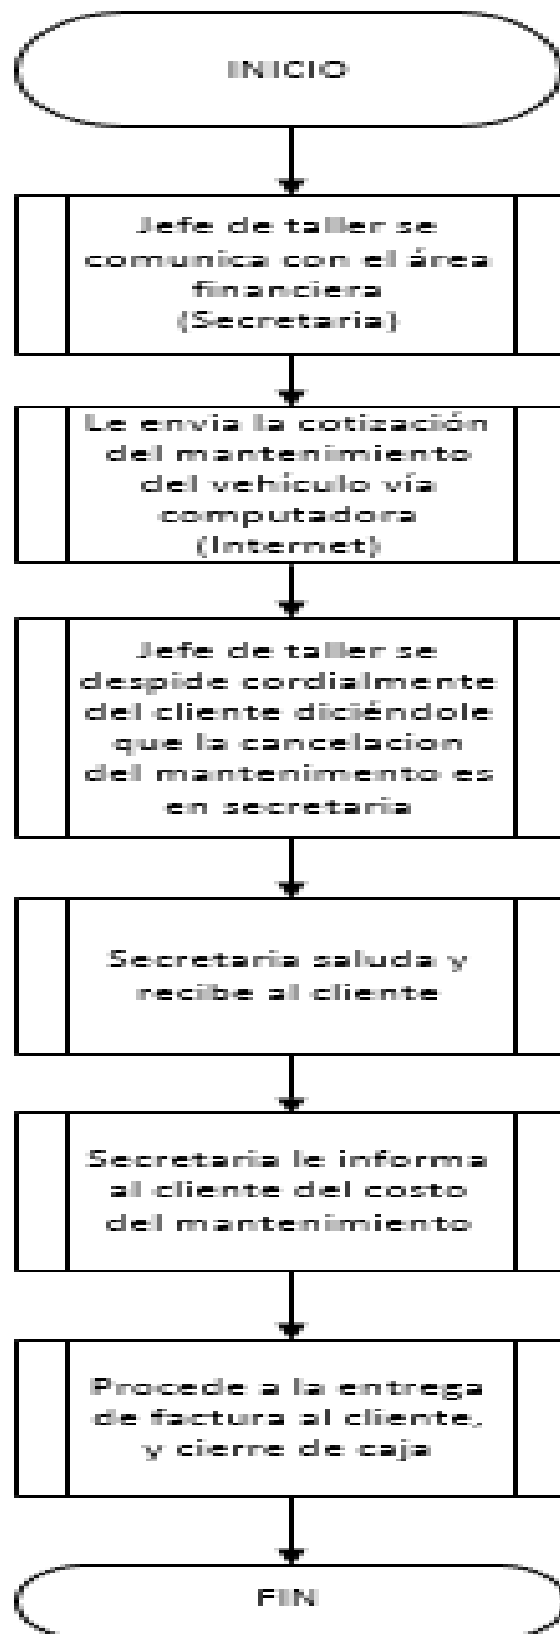 INICIO
Jefe de taller se
comunica con el área
financiera
(Secretaria)
Le envia la cotización
del mantenimiento
del vehículo vía
computadora
(Internet)
Jefe de taller se
despide cordialmente
del cliente diciéndole
que la cancelacion
del mantenimento es
en secretaria
Secretaria saluda y
recibe al cliente
Secretaria le informa
al cliente del costo
del mantenimiento
Procede a la entrega
de factura al cliente,
y cierre de caja
FIN